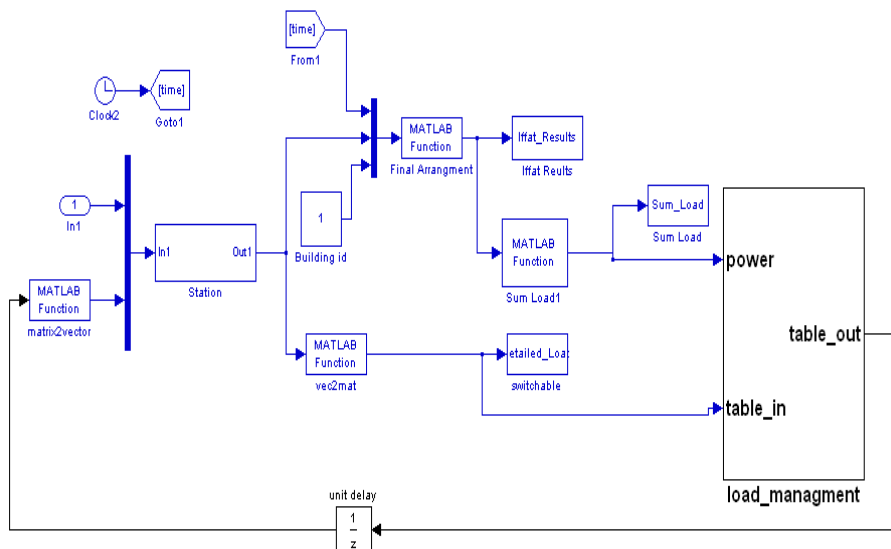 [time]
From1
Clock2
[time]
Goto1
MATLAB
Function
Final Arrangment
Iffat_Results
Iffat Reults
1
In1
1
Building id
In1
Out1
Station
MATLAB
Function
Sum Load1
Sum_Load
Sum Load
power
table_out
table_in
load_managment
MATLAB
Function
matrix2vector
MATLAB
Function
vec2mat
etailed_Loa
switchable
unit delay
1
z